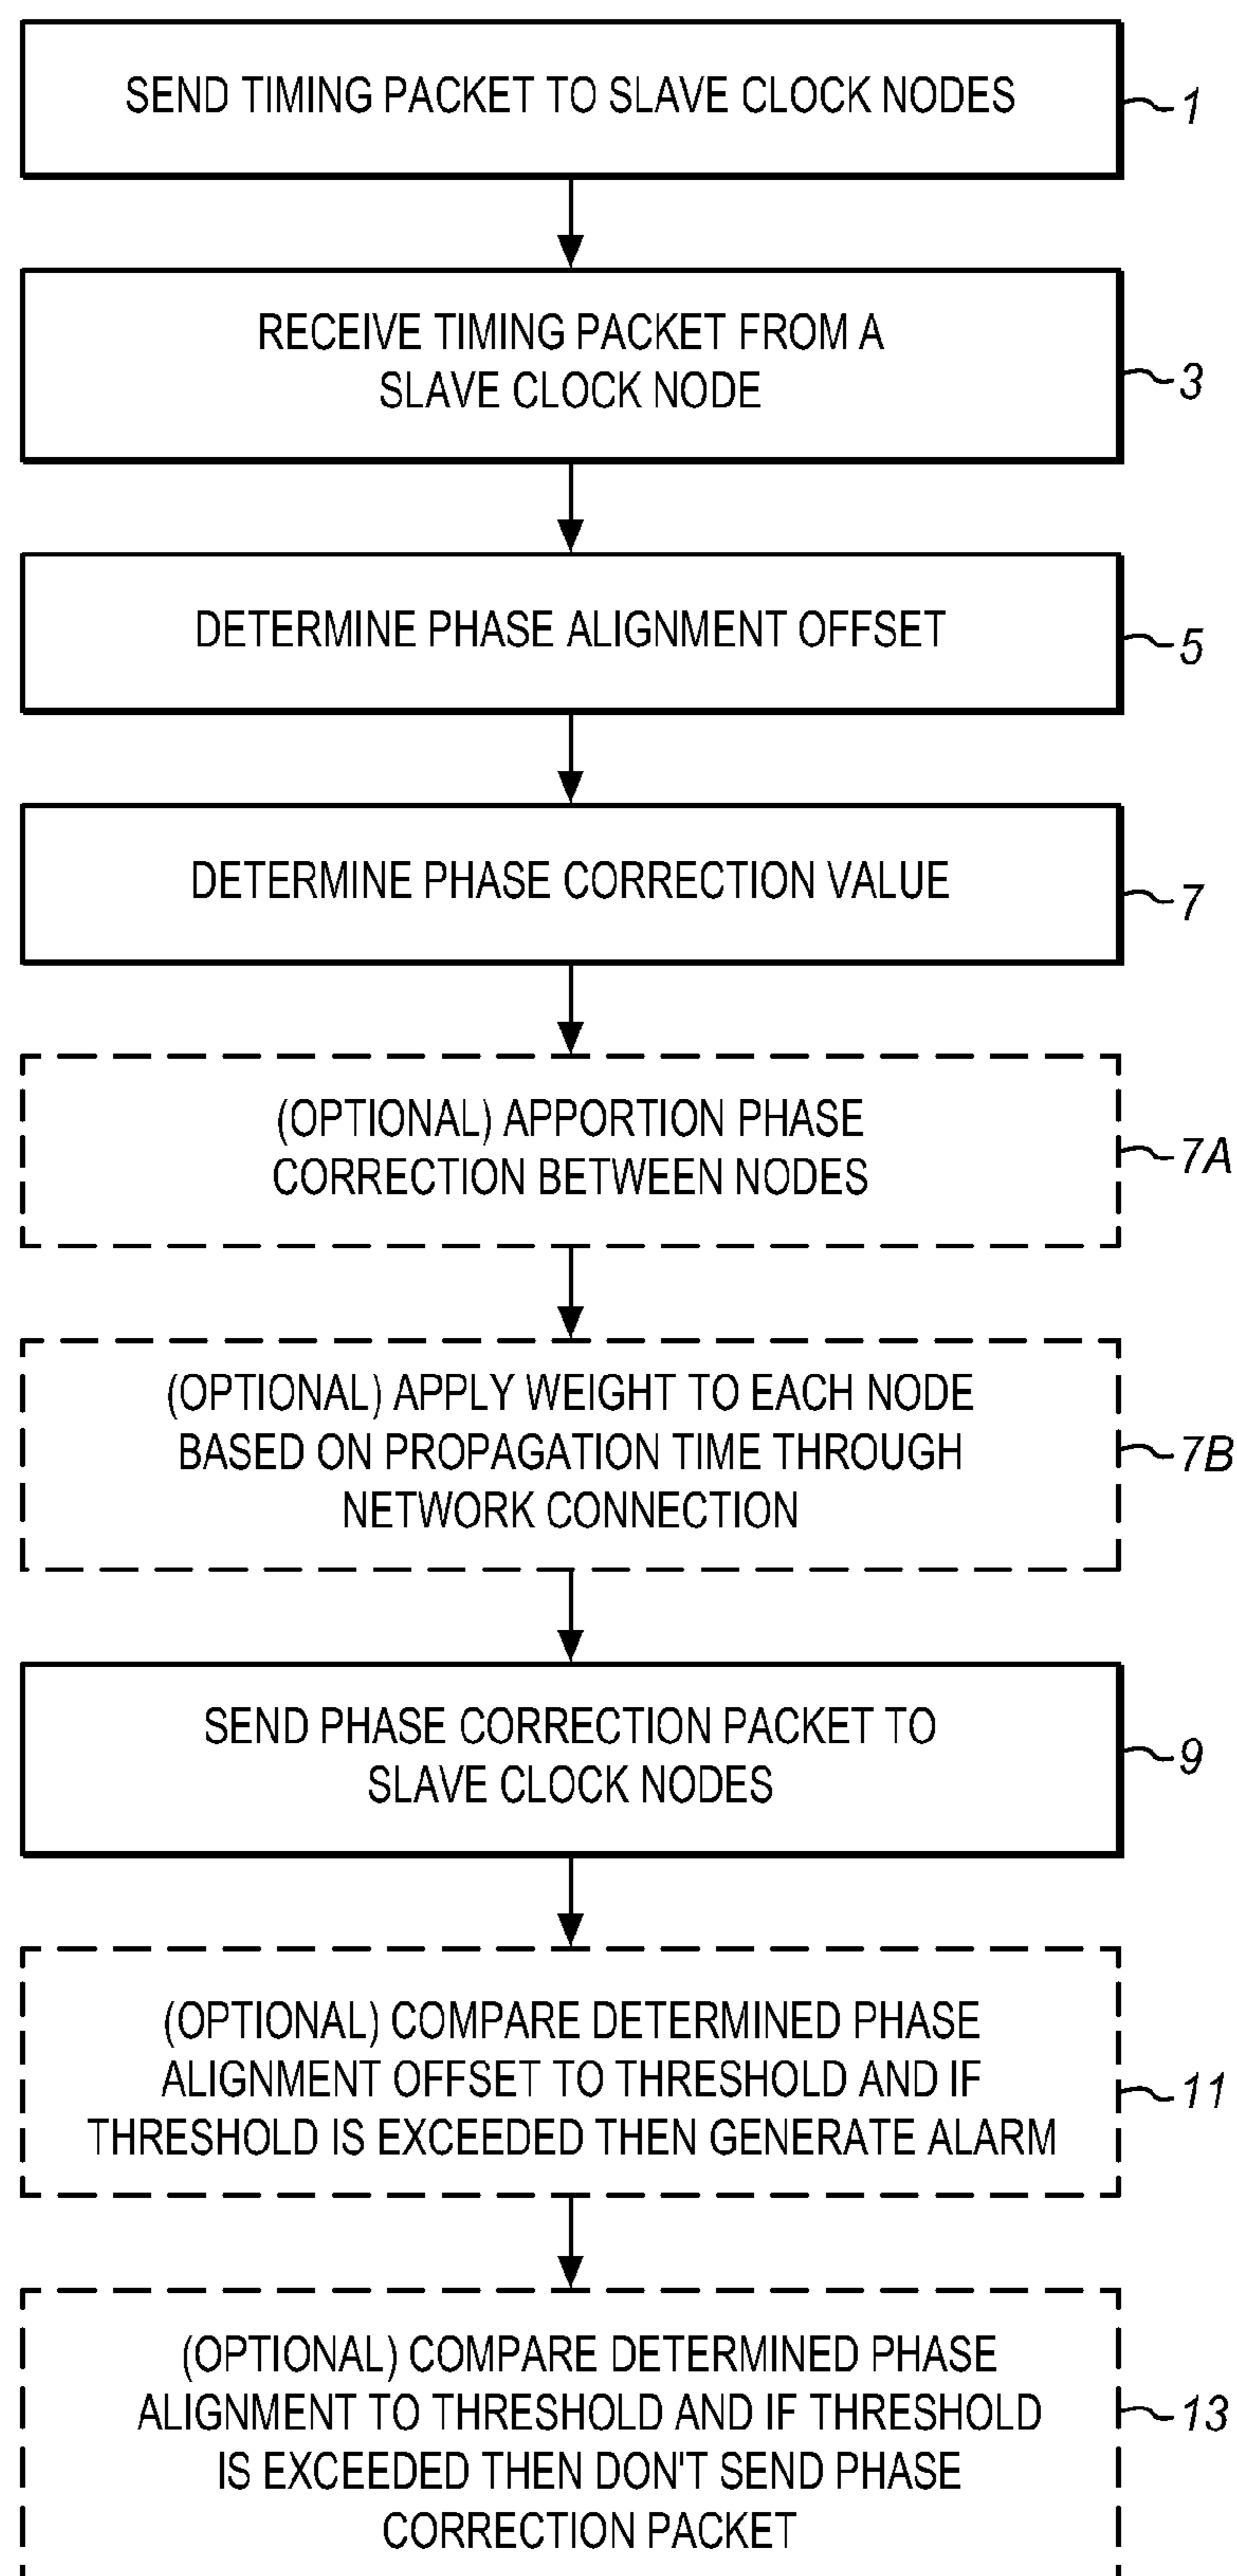 SEND TIMING PACKET TO SLAVE CLOCK NODES
1
RECEIVE TIMING PACKET FROM A
SLAVE CLOCK NODE
3
DETERMINE PHASE ALIGNMENT OFFSET
5
DETERMINE PHASE CORRECTION VALUE
7
(OPTIONAL) APPORTION PHASE
CORRECTION BETWEEN NODES
7A
(OPTIONAL) APPLY WEIGHT TO EACH NODE
BASED ON PROPAGATION TIME THROUGH
NETWORK CONNECTION
7B
SEND PHASE CORRECTION PACKET TO
SLAVE CLOCK NODES
9
(OPTIONAL) COMPARE DETERMINED PHASE
ALIGNMENT OFFSET TO THRESHOLD AND IF
THRESHOLD IS EXCEEDED THEN GENERATE ALARM
11
(OPTIONAL) COMPARE DETERMINED PHASE
ALIGNMENT TO THRESHOLD AND IF THRESHOLD
IS EXCEEDED THEN DON'T SEND PHASE
CORRECTION PACKET
13